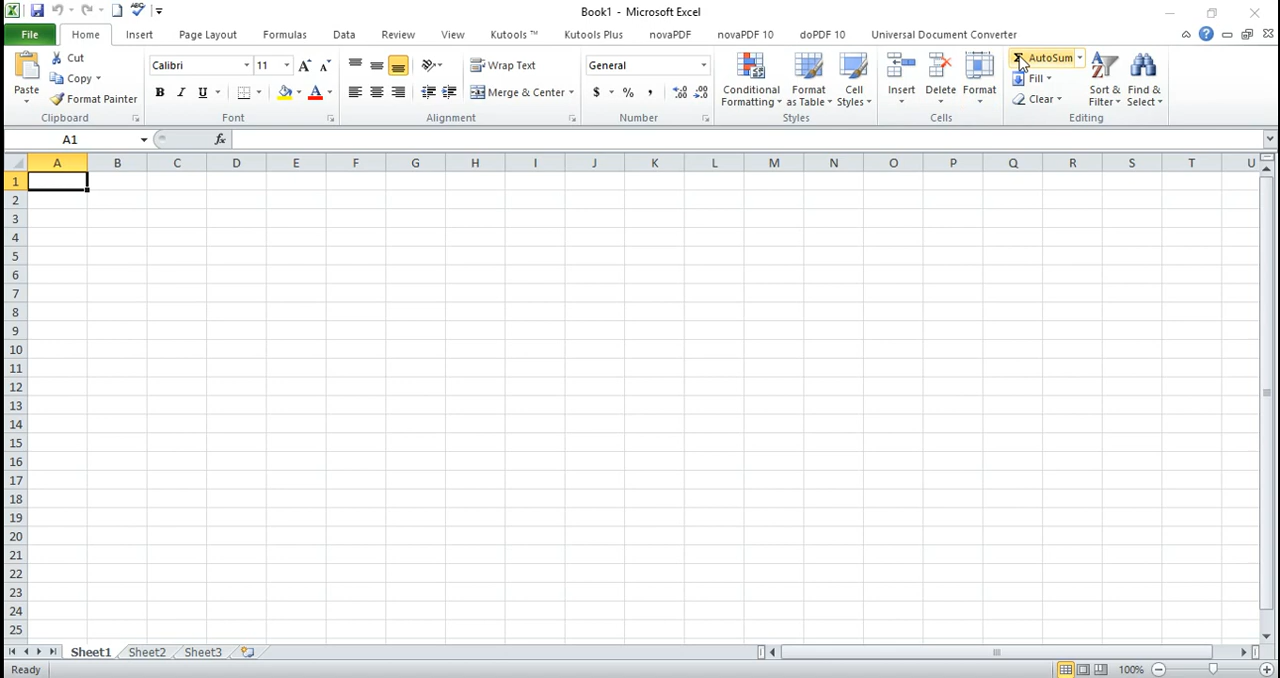 Book1 - Microsoft Excel
File Home Insert Page Layout Formulas Data Review View Kutools ™ Kutools Plus novaPDF novaPDF 10 doPDF 10 Universal Document Converter
Paste
Cut
Copy
Format Painter
Clipboard
Calibri 11
B I U
Font
Wrap Text
Merge & Center
Alignment
General
$ % ,
Number
Conditional Formatting
Format as Table
Cell Styles
Styles
Insert
Delete
Format
Cells
Σ AutoSum
Fill
Clear
Sort & Filter
Find & Select
Editing
A1 fx
A B C D E F G H I J K L M N O P Q R S T U
1
2
3
4
5
6
7
8
9
10
11
12
13
14
15
16
17
18
19
20
21
22
23
24
25
Sheet1 Sheet2 Sheet3
Ready 100%